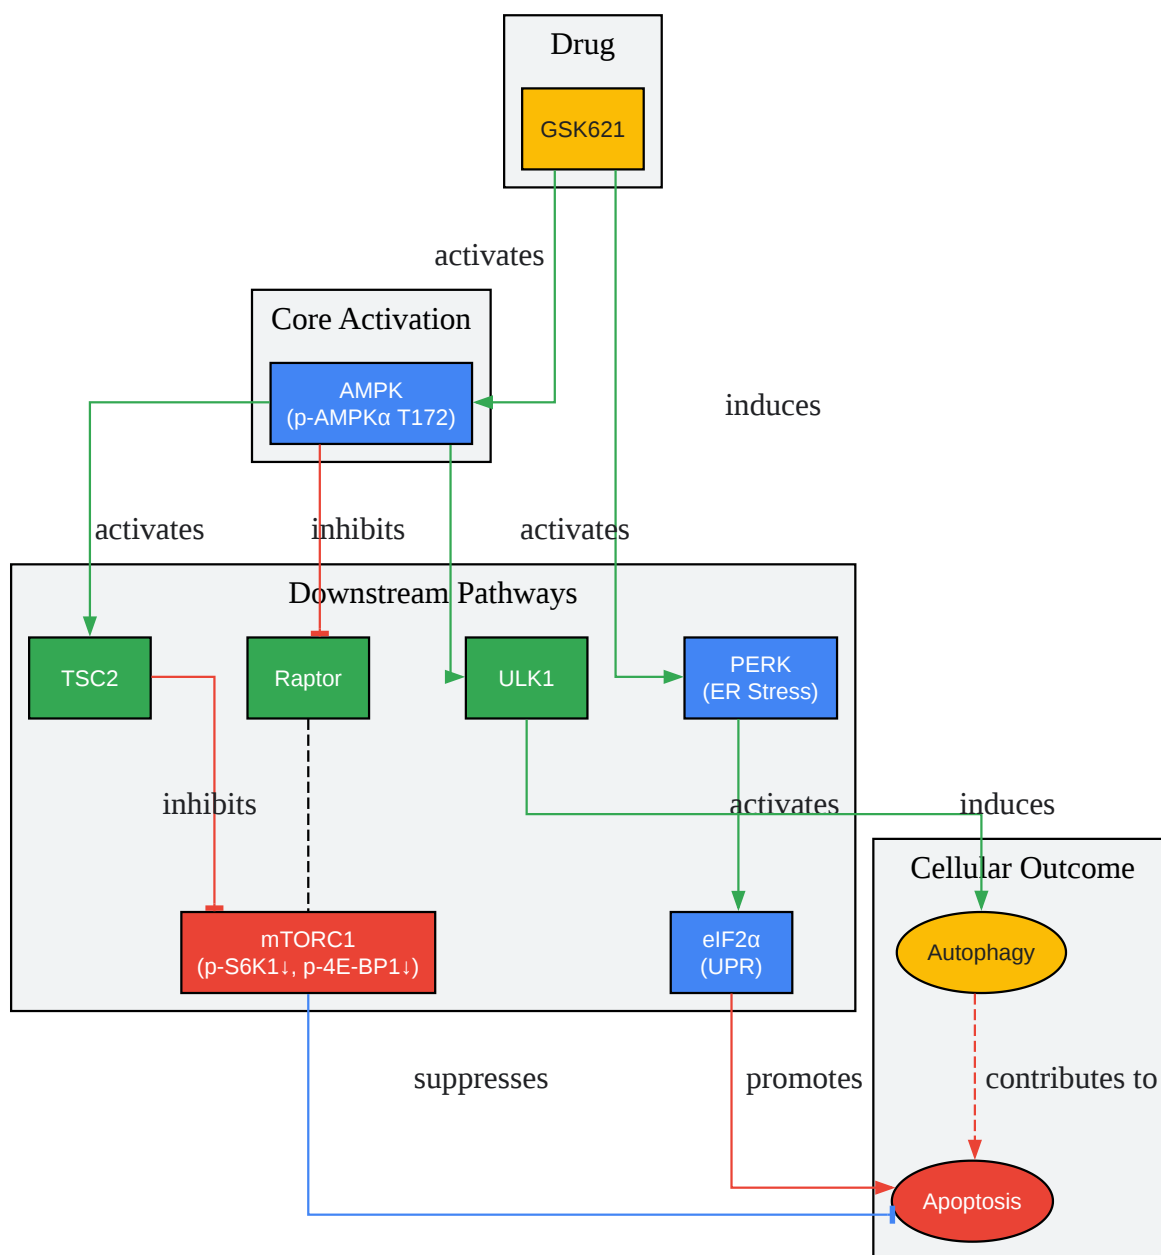 Drug
GSK621
activates
Core Activation
AMPK
(p-AMPKα T172)
induces
activates
inhibits
activates
Downstream Pathways
TSC2
Raptor
ULK1
PERK
(ER Stress)
inhibits
activates
induces
Cellular Outcome
mTORC1
(p-S6K1↓, p-4E-BP1↓)
eIF2α
(UPR)
Autophagy
suppresses
promotes
contributes to
Apoptosis